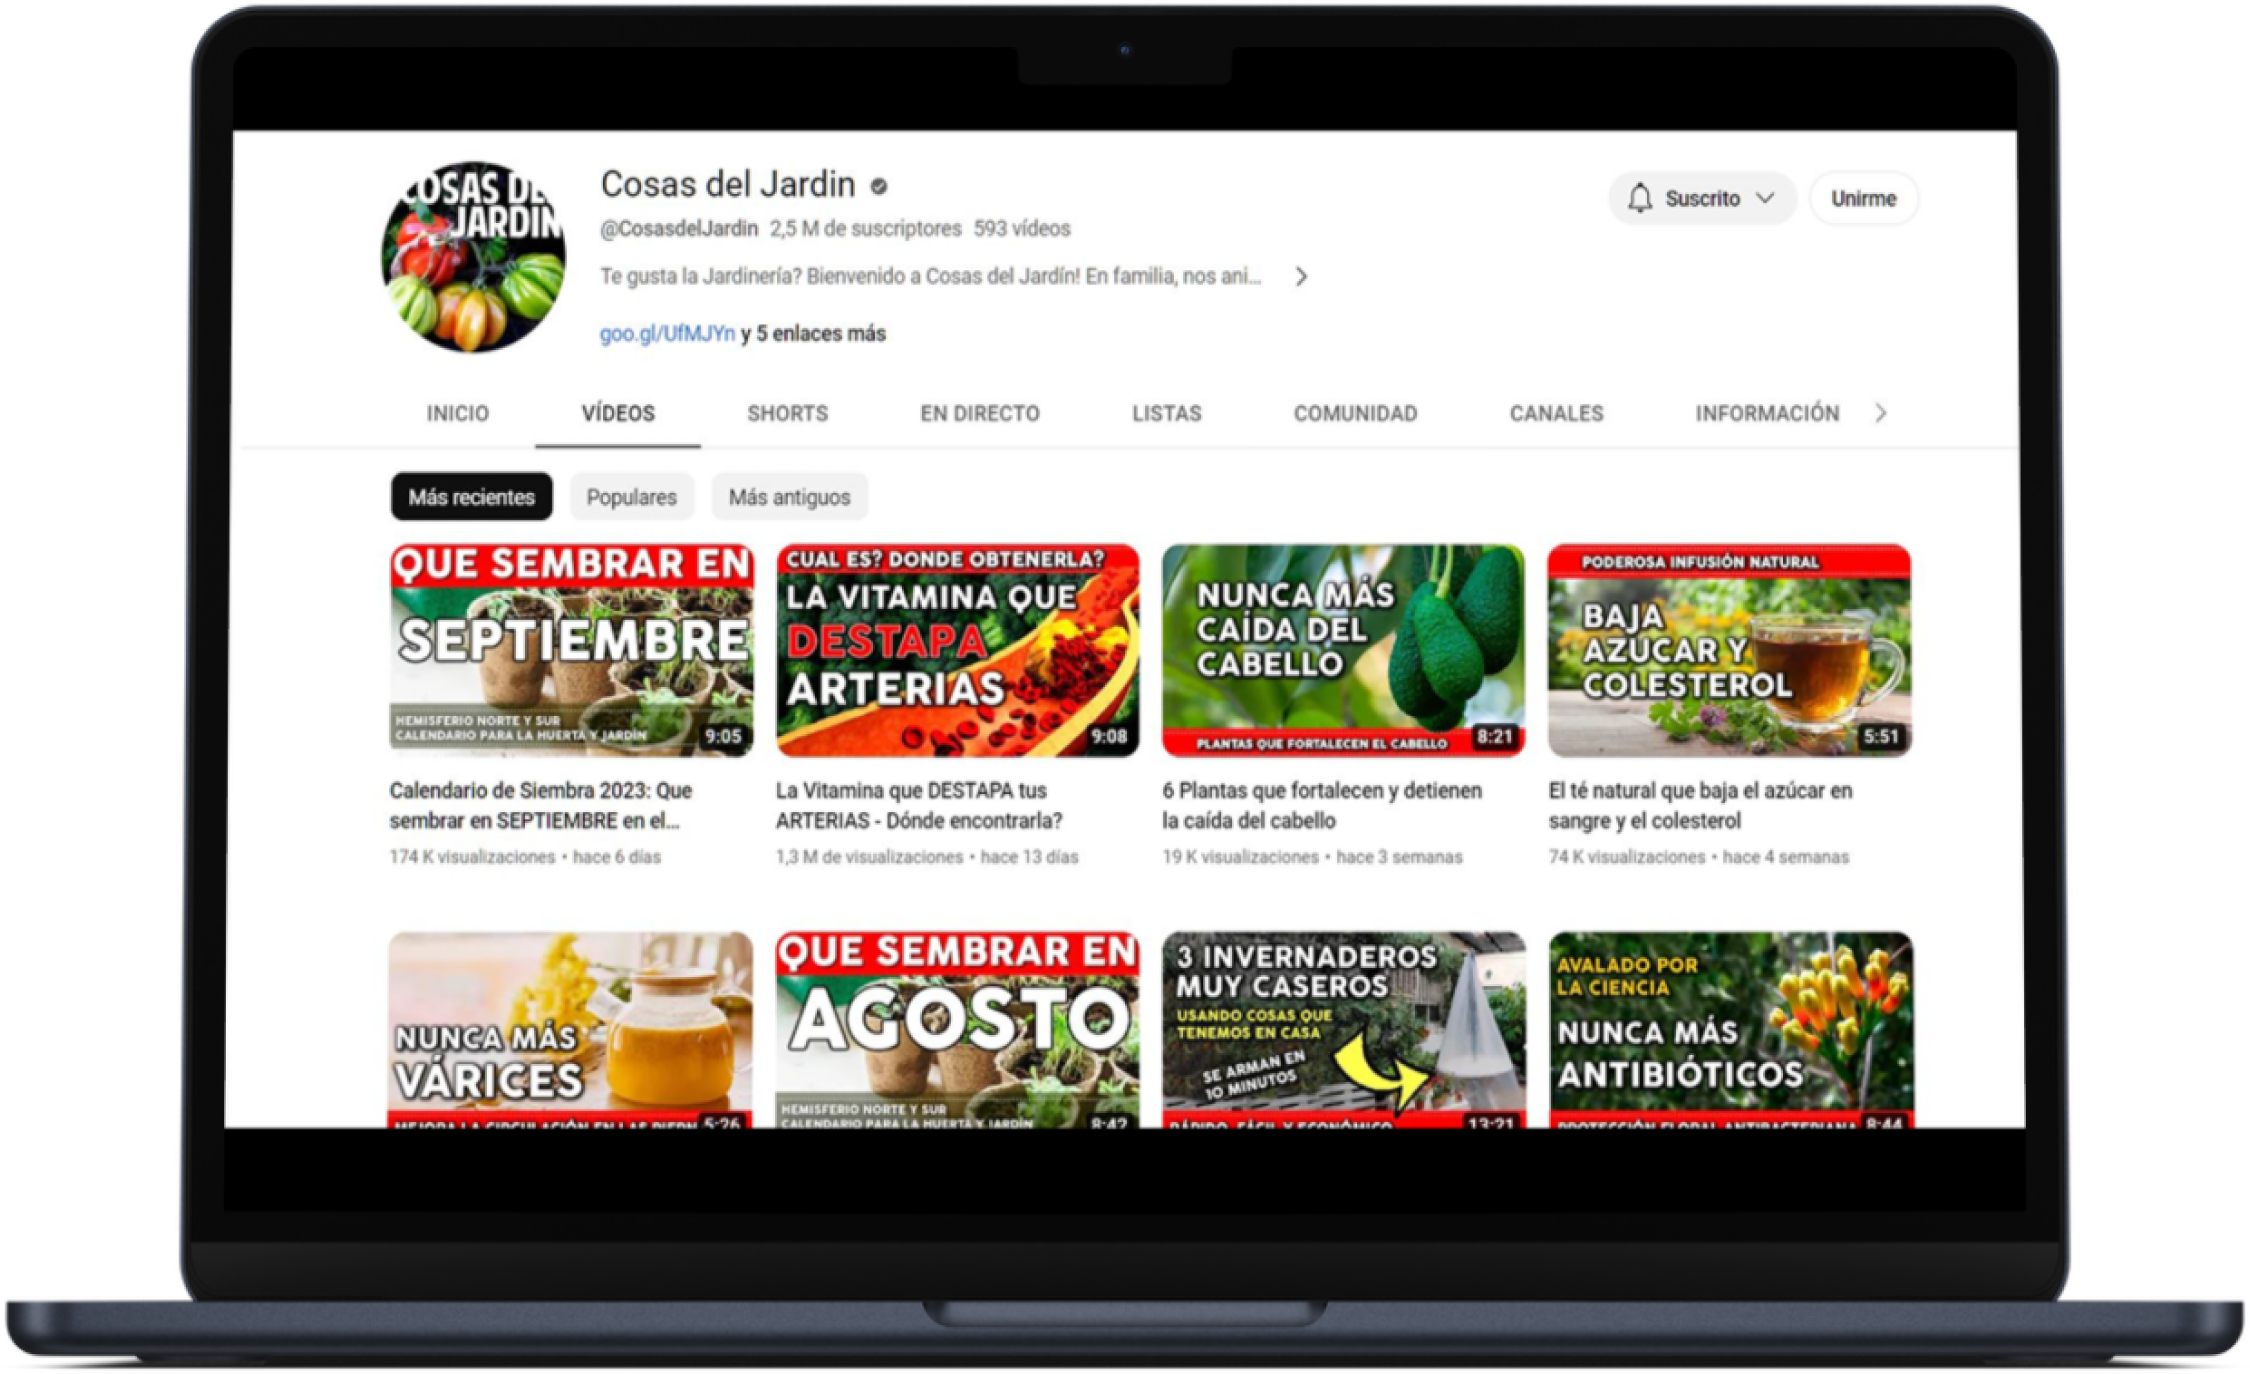 COSAS DE
JARDIN
Cosas del Jardin
@CosasdelJardin 2,5 M de suscriptores 593 vídeos
Te gusta la Jardinería? Bienvenido a Cosas del Jardín! En familia, nos ani...
goo.gl/UfMJYn y 5 enlaces más
Suscrito
Unirme
INICIO VÍDEOS SHORTS EN DIRECTO LISTAS COMUNIDAD CANALES INFORMACIÓN
Más recientes Populares Más antiguos
QUE SEMBRAR EN
SEPTIEMBRE
HEMISFERIO NORTE Y SUR
CALENDARIO PARA LA HUERTA Y JARDÍN
9:05
Calendario de Siembra 2023: Que
sembrar en SEPTIEMBRE en el...
174 K visualizaciones • hace 6 días
CUAL ES? DONDE OBTENERLA?
LA VITAMINA QUE
DESTAPA
ARTERIAS
9:08
La Vitamina que DESTAPA tus
ARTERIAS - Dónde encontrarla?
1,3 M de visualizaciones • hace 13 días
NUNCA MÁS
CAÍDA DEL
CABELLO
PLANTAS QUE FORTALECEN EL CABELLO
8:21
6 Plantas que fortalecen y detienen
la caída del cabello
19 K visualizaciones • hace 3 semanas
PODEROSA INFUSIÓN NATURAL
BAJA
AZUCAR Y
COLESTEROL
5:51
El té natural que baja el azúcar en
sangre y el colesterol
74 K visualizaciones • hace 4 semanas
NUNCA MÁS
VÁRICES
MEJORA LA CIRCULACIÓN EN LAS PIERN
5:26
QUE SEMBRAR EN
AGOSTO
HEMISFERIO NORTE Y SUR
CALENDARIO PARA LA HUERTA Y JARDÍN
8:42
3 INVERNADEROS
MUY CASEROS
USANDO COSAS QUE
TENEMOS EN CASA
SE ARMAN EN
10 MINUTOS
RÁPIDO, FÁCIL Y ECONÓMICO
13:21
AVALADO POR
LA CIENCIA
NUNCA MÁS
ANTIBIÓTICOS
PROTECCIÓN FLORAL ANTIBACTERIANA
8:44